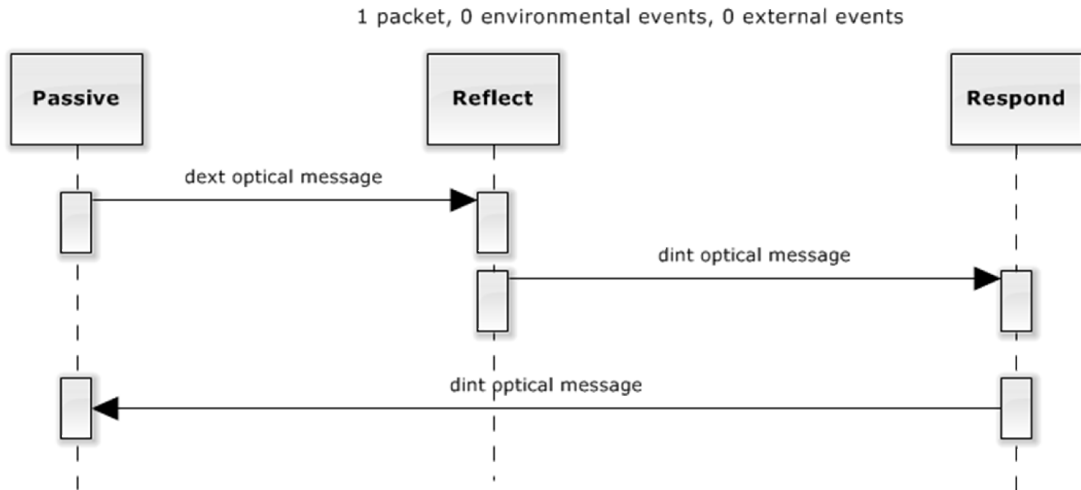 1 packet, 0 environmental events, 0 external events
Passive
Reflect
Respond
dext optical message
dint optical message
dint optical message